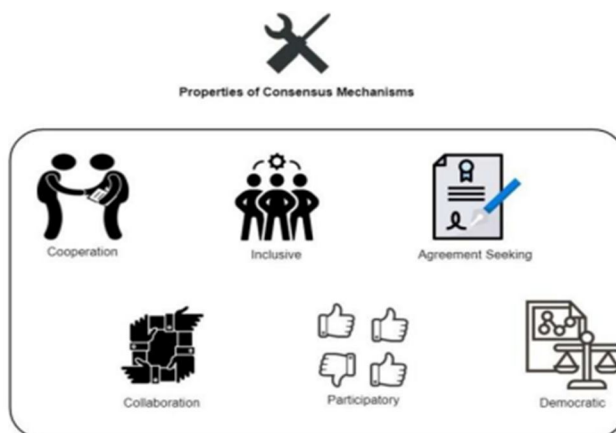 Properties of Consensus Mechanisms
Cooperation
Inclusive
Agreement Seeking
Collaboration
Participatory
Democratic